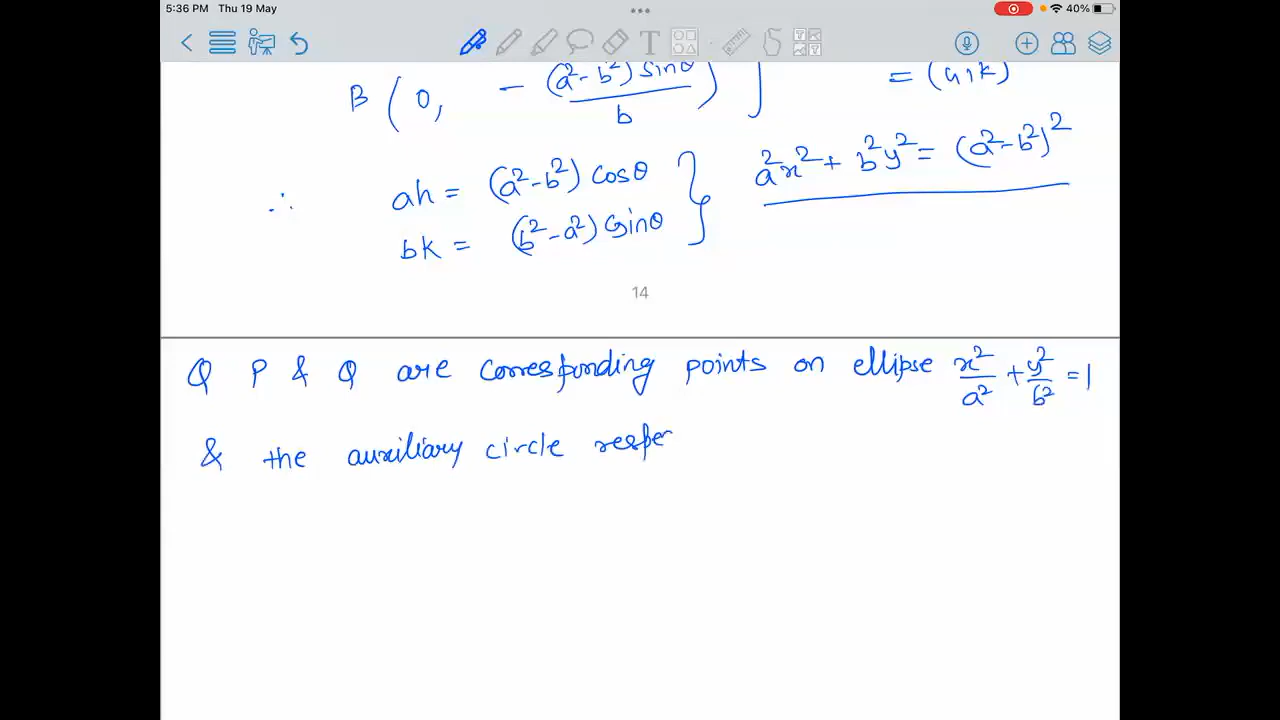 5:36 PM Thu 19 May
40%
B (0, - (a²-b²) sinθ / b) ] = (h,k)
∴ ah = (a²-b²) cosθ } a²x² + b²y² = (a²-b²)²
bk = (b²-a²) sinθ
14
Q P & Q are corresponding points on ellipse x²/a² + y²/b² = 1
& the auxiliary circle respe